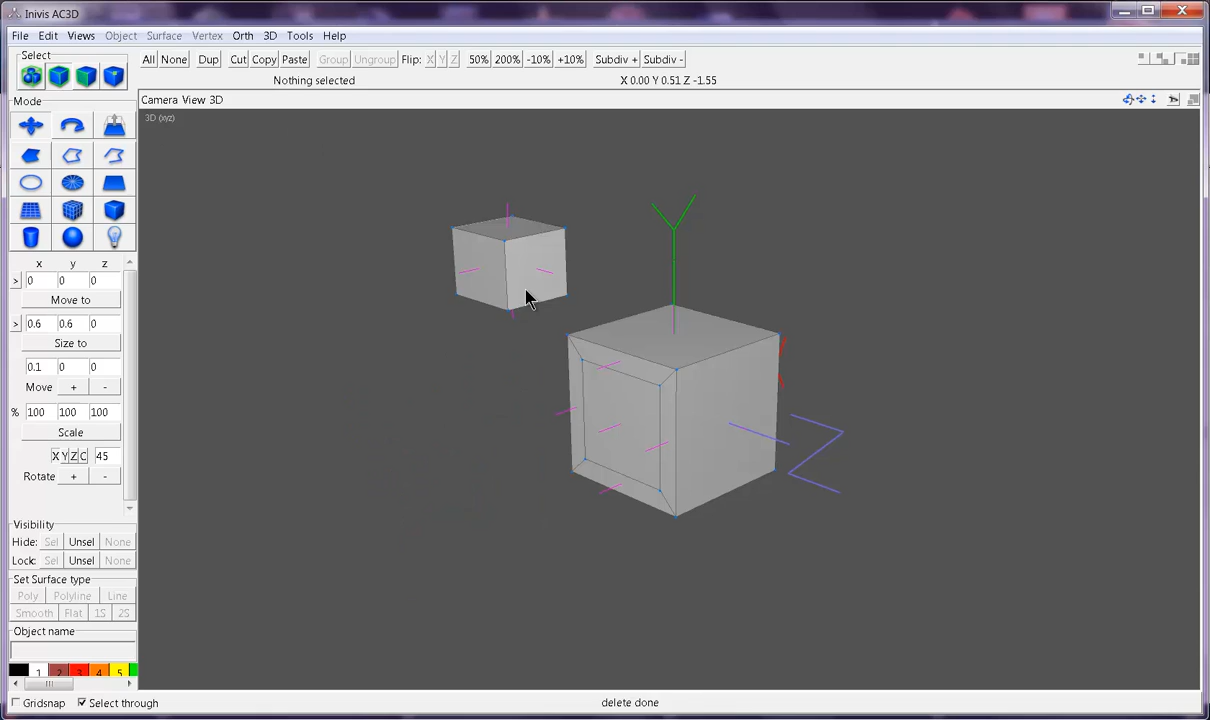 Inivis AC3D
File Edit Views Object Surface Vertex Orth 3D Tools Help
Select
All None Dup Cut Copy Paste Group Ungroup Flip: X Y Z 50% 200% -10% +10% Subdiv + Subdiv -
Nothing selected X 0.00 Y 0.51 Z -1.55
Mode
Camera View 3D
3D (xyz)
x y z
> 0 0 0
Move to
> 0.6 0.6 0
Size to
0.1 0 0
Move + -
% 100 100 100
Scale
X Y Z C 45
Rotate + -
Visibility
Hide: Sel Unsel None
Lock: Sel Unsel None
Set Surface type
Poly Polyline Line
Smooth Flat 1S 2S
Object name
1 2 3 4 5
Gridsnap Select through delete done